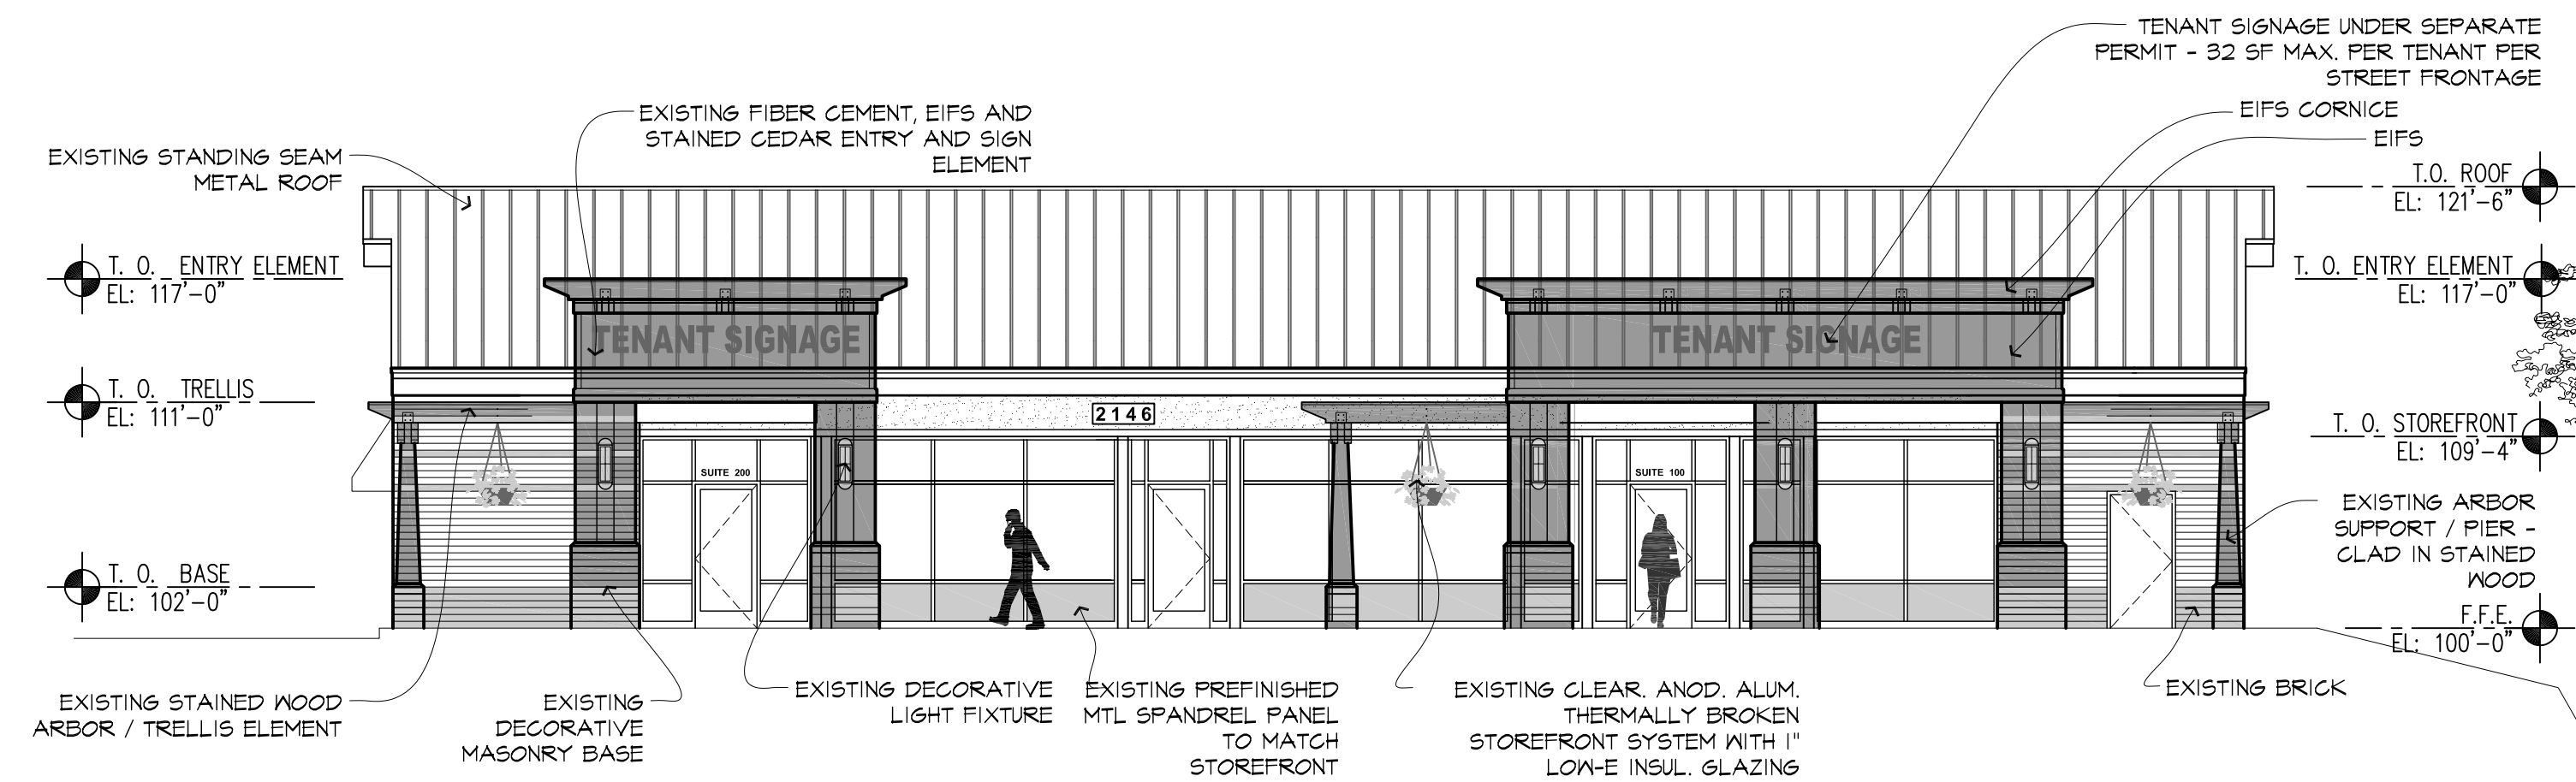 TENANT SIGNAGE UNDER SEPARATE
PERMIT - 32 SF MAX. PER TENANT PER
STREET FRONTAGE
EXISTING FIBER CEMENT, EIFS AND
STAINED CEDAR ENTRY AND SIGN
ELEMENT
EIFS CORNICE
EIFS
EXISTING STANDING SEAM
METAL ROOF
T.O. ROOF
EL: 121'-6"
T. O. ENTRY ELEMENT
EL: 117'-0"
T. O. ENTRY ELEMENT
EL: 117'-0"
TENANT SIGNAGE
TENANT SIGNAGE
T. O. TRELLIS
EL: 111'-0"
2146
T. O. STOREFRONT
EL: 109'-4"
SUITE 200
SUITE 100
EXISTING ARBOR
SUPPORT / PIER -
CLAD IN STAINED
WOOD
T. O. BASE
EL: 102'-0"
F.F.E.
EL: 100'-0"
EXISTING STAINED WOOD
ARBOR / TRELLIS ELEMENT
EXISTING
DECORATIVE
MASONRY BASE
EXISTING DECORATIVE
LIGHT FIXTURE
EXISTING PREFINISHED
MTL SPANDREL PANEL
TO MATCH
STOREFRONT
EXISTING CLEAR. ANOD. ALUM.
THERMALLY BROKEN
STOREFRONT SYSTEM WITH 1"
LOW-E INSUL. GLAZING
EXISTING BRICK